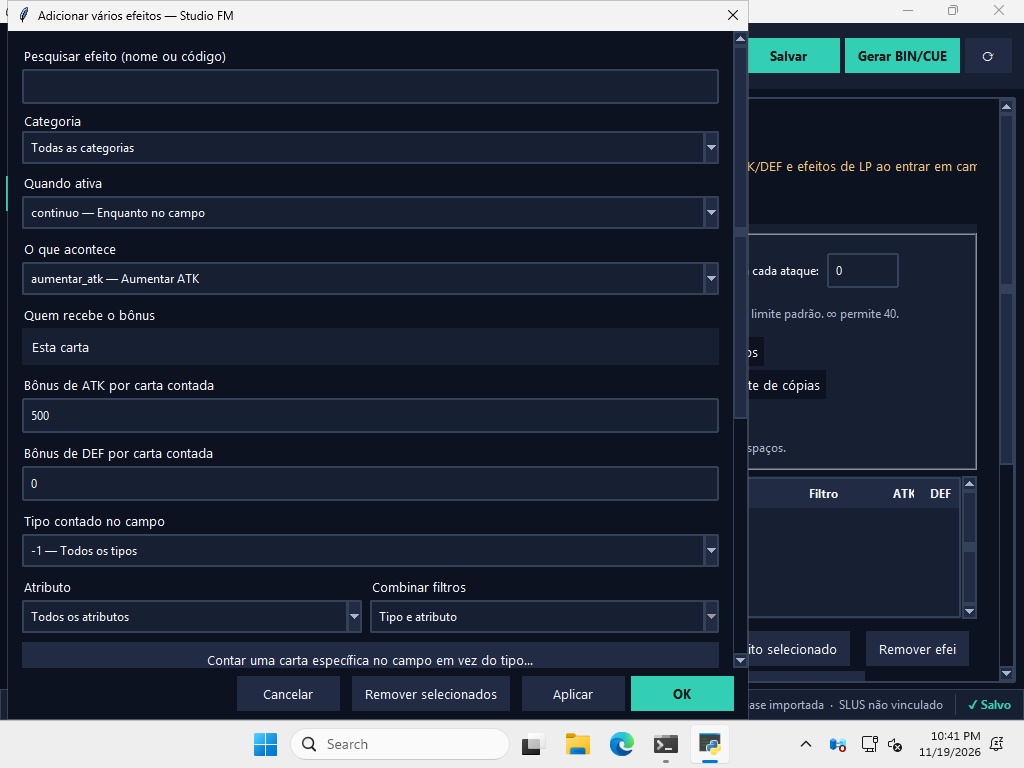 Adicionar vários efeitos — Studio FM
Pesquisar efeito (nome ou código)
Categoria
Todas as categorias
Quando ativa
continuo — Enquanto no campo
O que acontece
aumentar_atk — Aumentar ATK
Quem recebe o bônus
Esta carta
Bônus de ATK por carta contada
500
Bônus de DEF por carta contada
0
Tipo contado no campo
-1 — Todos os tipos
Atributo
Combinar filtros
Todos os atributos
Tipo e atributo
Contar uma carta específica no campo em vez do tipo...
Cancelar
Remover selecionados
Aplicar
OK
Salvar
Gerar BIN/CUE
K/DEF e efeitos de LP ao entrar em cam
cada ataque:
0
limite padrão. ∞ permite 40.
os
te de cópias
spaços.
Filtro
ATK
DEF
ito selecionado
Remover efei
ase importada · SLUS não vinculado
✓ Salvo
Search
10:41 PM
11/19/2026